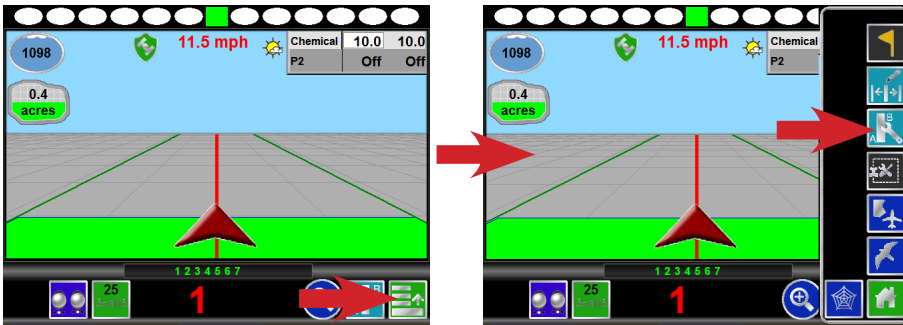 1098
11.5 mph
Chemical 10.0 10.0
P2 Off Off
0.4
acres
1 2 3 4 5 6 7
25
1
B
1098
11.5 mph
Chemical
P2
0.4
acres
B
A
1 2 3 4 5 6 7
25
1